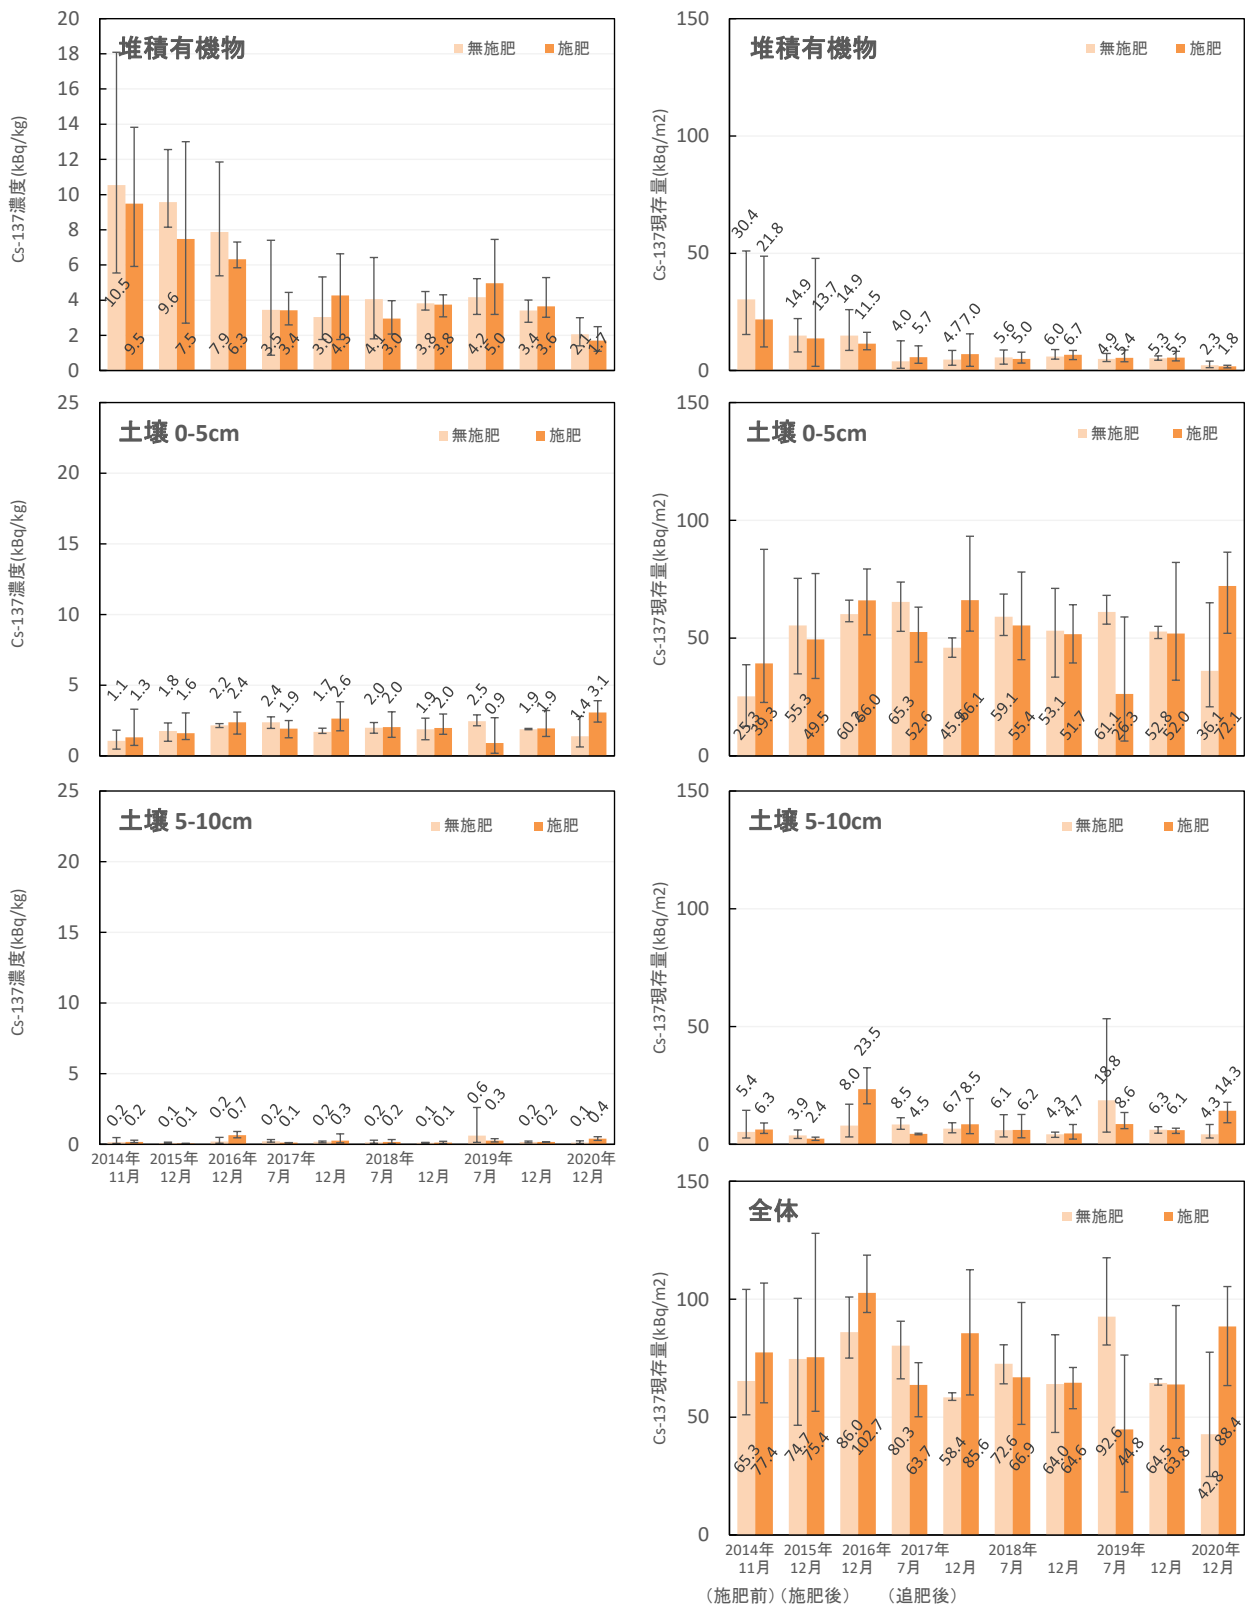 堆積有機物
無施肥 施肥
Cs-137濃度(kBq/kg)
20
18
16
14
12
10
8
6
4
2
0
10.5 9.5 9.6 7.5 7.9 6.3 3.5 3.4 3.0 4.3 4.1 3.0 3.8 3.8 4.2 5.0 3.4 3.6 2.1 1.7
堆積有機物
無施肥 施肥
Cs-137現存量(kBq/m2)
150
100
50
0
30.4 21.8 14.9 13.7 14.9 11.5 4.0 5.7 4.7 7.0 5.6 5.0 6.0 6.7 4.9 5.4 5.3 5.5 2.3 1.8
土壌 0-5cm
無施肥 施肥
Cs-137濃度(kBq/kg)
25
20
15
10
5
0
1.1 1.3 1.8 1.6 2.2 2.4 2.4 1.9 1.7 2.6 2.0 2.0 1.9 2.0 2.5 0.9 1.9 1.9 1.4 3.1
土壌 0-5cm
無施肥 施肥
Cs-137現存量(kBq/m2)
150
100
50
0
25.3 39.3 55.3 49.5 60.2 66.0 65.3 52.6 45.9 66.1 59.1 55.4 53.1 51.7 61.1 26.3 52.8 52.0 36.1 72.1
土壌 5-10cm
無施肥 施肥
Cs-137濃度(kBq/kg)
25
20
15
10
5
0
0.2 0.2 0.1 0.1 0.2 0.7 0.2 0.1 0.2 0.3 0.2 0.2 0.1 0.1 0.6 0.3 0.2 0.2 0.1 0.4
2014年 2015年 2016年 2017年 2018年 2019年 2020年
11月 12月 12月 7月 12月 7月 12月 7月 12月 12月
土壌 5-10cm
無施肥 施肥
Cs-137現存量(kBq/m2)
150
100
50
0
5.4 6.3 3.9 2.4 8.0 23.5 8.5 4.5 6.7 8.5 6.1 6.2 4.3 4.7 18.8 8.6 6.3 6.1 4.3 14.3
全体
無施肥 施肥
Cs-137現存量(kBq/m2)
150
100
50
0
65.3 77.4 74.7 75.4 86.0 102.7 80.3 63.7 58.4 85.6 72.6 66.9 64.0 64.6 92.6 44.8 64.5 63.8 42.8 88.4
2014年 2015年 2016年 2017年 2018年 2019年 2020年
11月 12月 12月 7月 12月 7月 12月 7月 12月 12月
（施肥前）（施肥後） （追肥後）